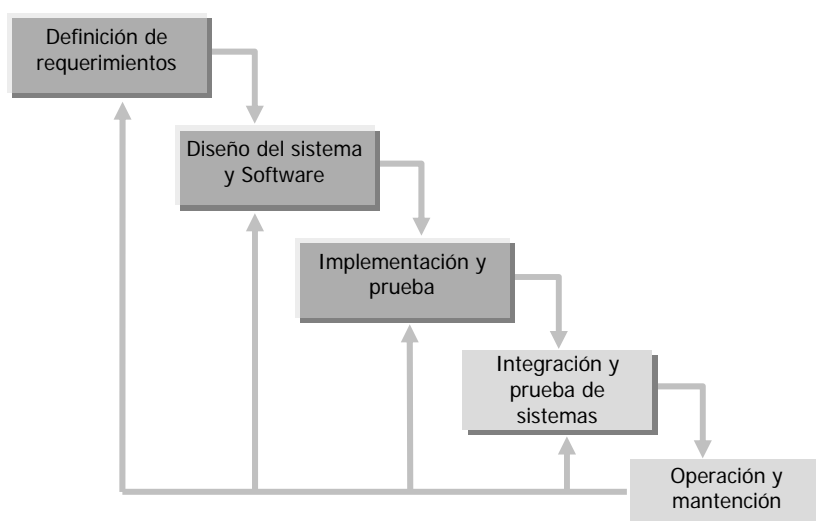 Definición de
requerimientos
Diseño del sistema
y Software
Implementación y
prueba
Integración y
prueba de
sistemas
Operación y
mantención